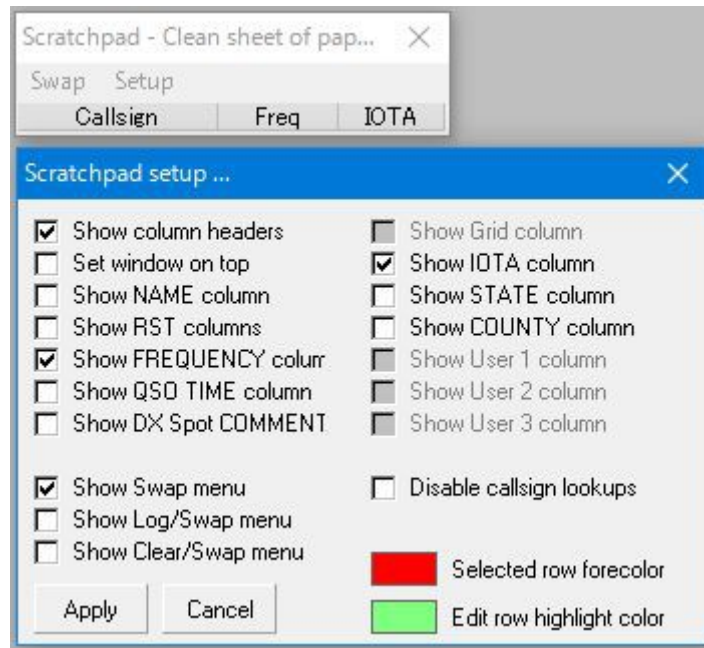 Scratchpad - Clean sheet of pap...
Swap Setup
Callsign Freq IOTA
Scratchpad setup ...
Show column headers
Set window on top
Show NAME column
Show RST columns
Show FREQUENCY colum
Show QSO TIME column
Show DX Spot COMMENT
Show Grid column
Show IOTA column
Show STATE column
Show COUNTY column
Show User 1 column
Show User 2 column
Show User 3 column
Show Swap menu
Show Log/Swap menu
Show Clear/Swap menu
Disable callsign lookups
Selected row forecolor
Edit row highlight color
Apply Cancel